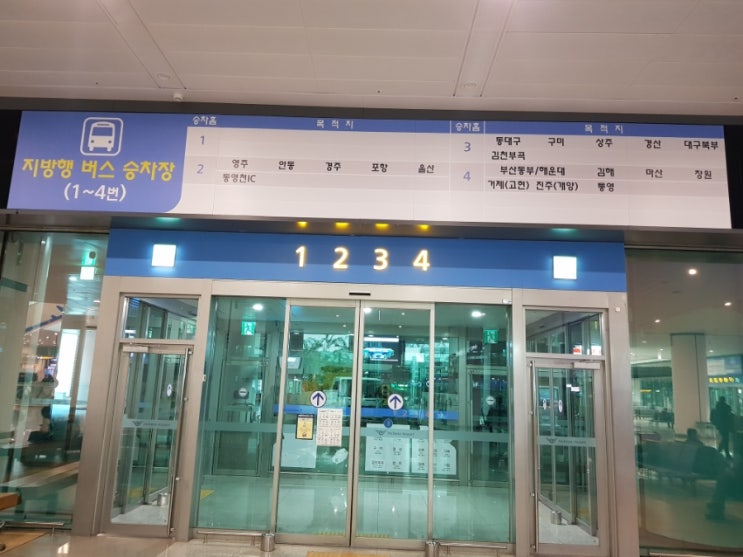 지방행 버스 승차장
(1~4번)
승차홈 목적지
1
2 영주 안동 경주 포항 울산
통영천IC
승차홈 목적지
3 동대구 구미 상주 경산 대구북부
김천부곡
4 부산동부/해운대 김해 마산 창원
거제(고현) 진주(개양) 통영
1 2 3 4